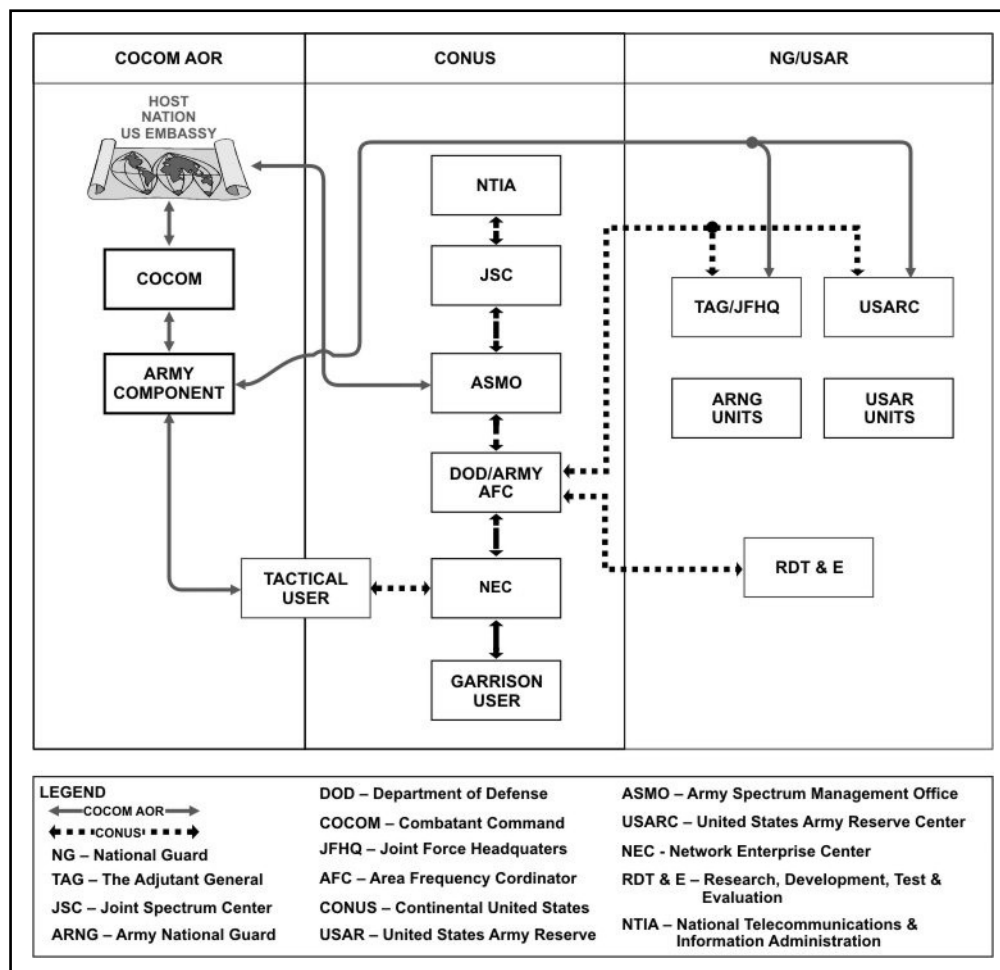 COCOM AOR
CONUS
NG/USAR
HOST
NATION
US EMBASSY
NTIA
COCOM
JSC
TAG/JFHQ
USARC
ARMY
COMPONENT
ASMO
ARNG
UNITS
USAR
UNITS
DOD/ARMY
AFC
TACTICAL
USER
NEC
RDT & E
GARRISON
USER
LEGEND
COCOM AOR
CONUS
NG – National Guard
TAG – The Adjutant General
JSC – Joint Spectrum Center
ARNG – Army National Guard
DOD – Department of Defense
COCOM – Combatant Command
JFHQ – Joint Force Headquaters
AFC – Area Frequency Cordinator
CONUS – Continental United States
USAR – United States Army Reserve
ASMO – Army Spectrum Management Office
USARC – United States Army Reserve Center
NEC - Network Enterprise Center
RDT & E – Research, Development, Test &
Evaluation
NTIA – National Telecommunications &
Information Administration